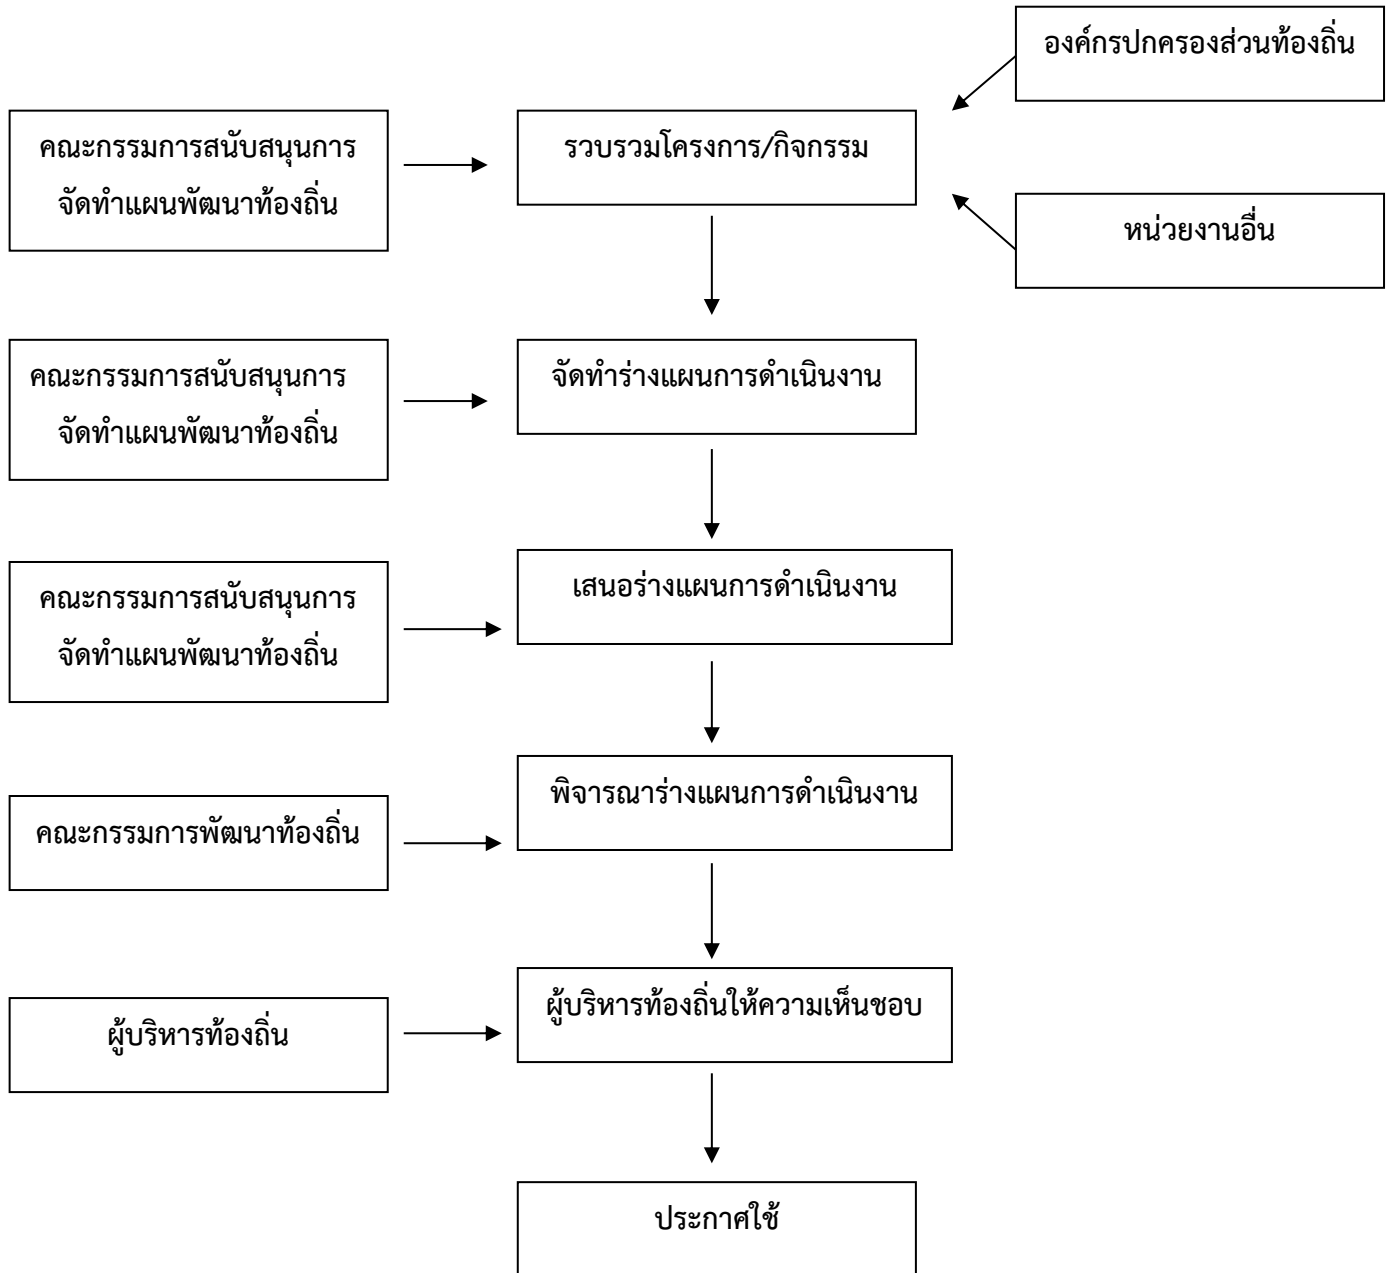 องค์กรปกครองส่วนท้องถิ่น
คณะกรรมการสนับสนุนการ
จัดทำแผนพัฒนาท้องถิ่น
รวบรวมโครงการ/กิจกรรม
หน่วยงานอื่น
คณะกรรมการสนับสนุนการ
จัดทำแผนพัฒนาท้องถิ่น
จัดทำร่างแผนการดำเนินงาน
คณะกรรมการสนับสนุนการ
จัดทำแผนพัฒนาท้องถิ่น
เสนอร่างแผนการดำเนินงาน
คณะกรรมการพัฒนาท้องถิ่น
พิจารณาร่างแผนการดำเนินงาน
ผู้บริหารท้องถิ่น
ผู้บริหารท้องถิ่นให้ความเห็นชอบ
ประกาศใช้